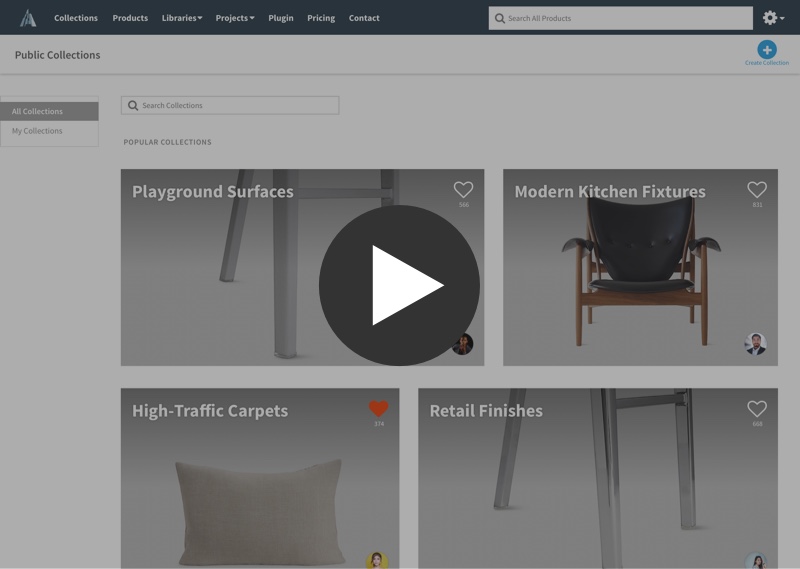 Collections Products Libraries Projects Plugin Pricing Contact Search All Products
Public Collections
Create Collection
All Collections
My Collections
Search Collections
POPULAR COLLECTIONS
Playground Surfaces
566
Modern Kitchen Fixtures
831
High-Traffic Carpets
374
Retail Finishes
668